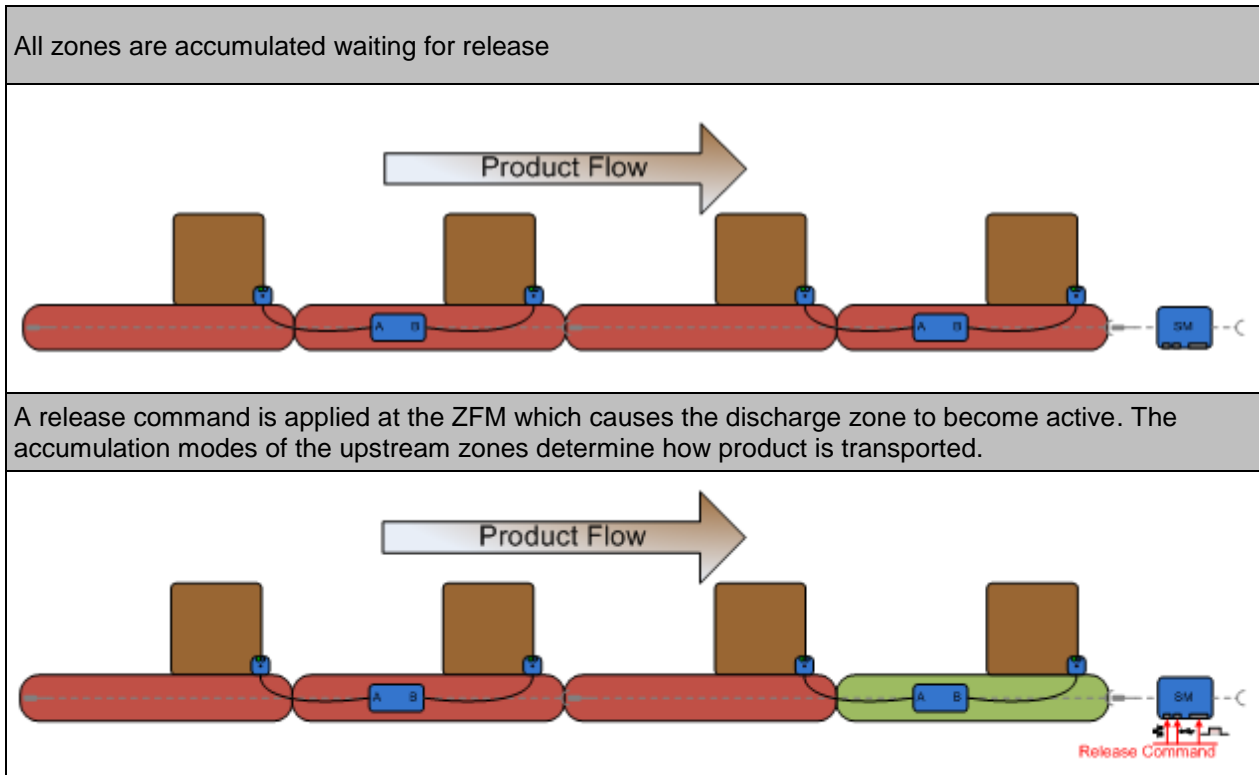 All zones are accumulated waiting for release
Product Flow
A B
A B
SM
A release command is applied at the ZFM which causes the discharge zone to become active. The
accumulation modes of the upstream zones determine how product is transported.
Product Flow
A B
A B
SM
Release Command